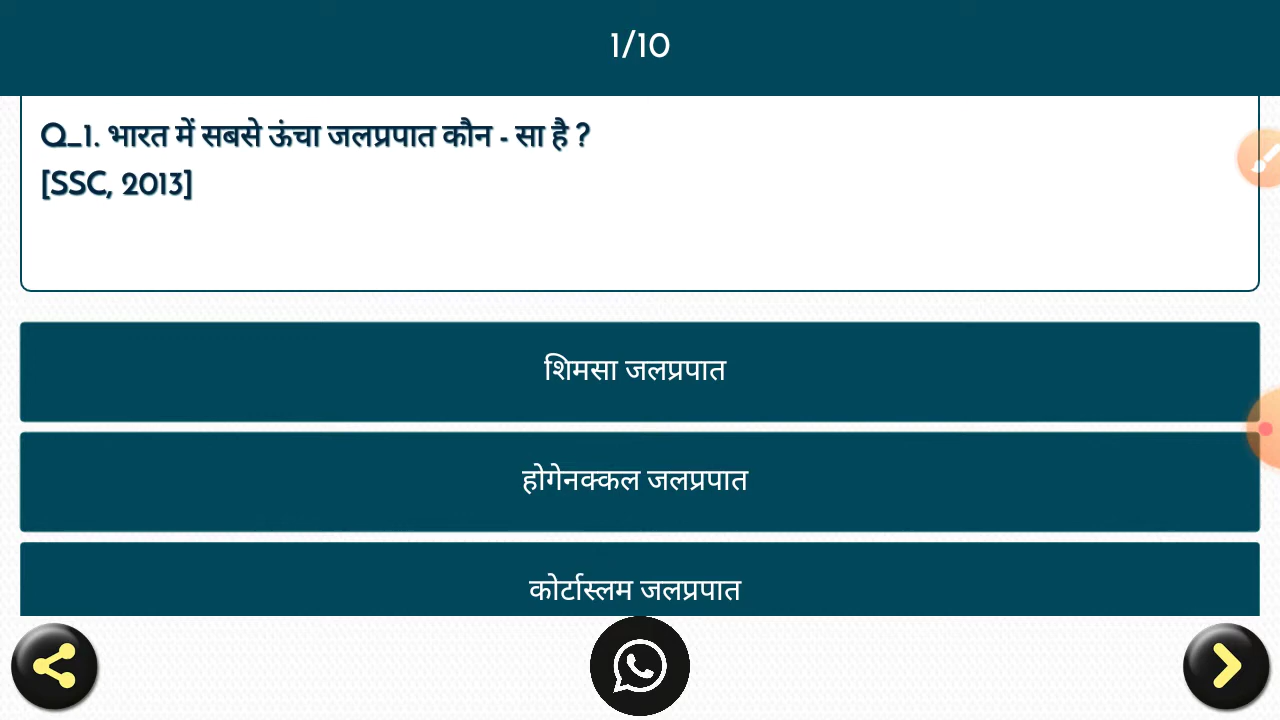 1/10
Q_1. भारत में सबसे ऊंचा जलप्रपात कौन - सा है ?
[SSC, 2013]
शिमसा जलप्रपात
होगेनक्कल जलप्रपात
कोर्टास्लम जलप्रपात